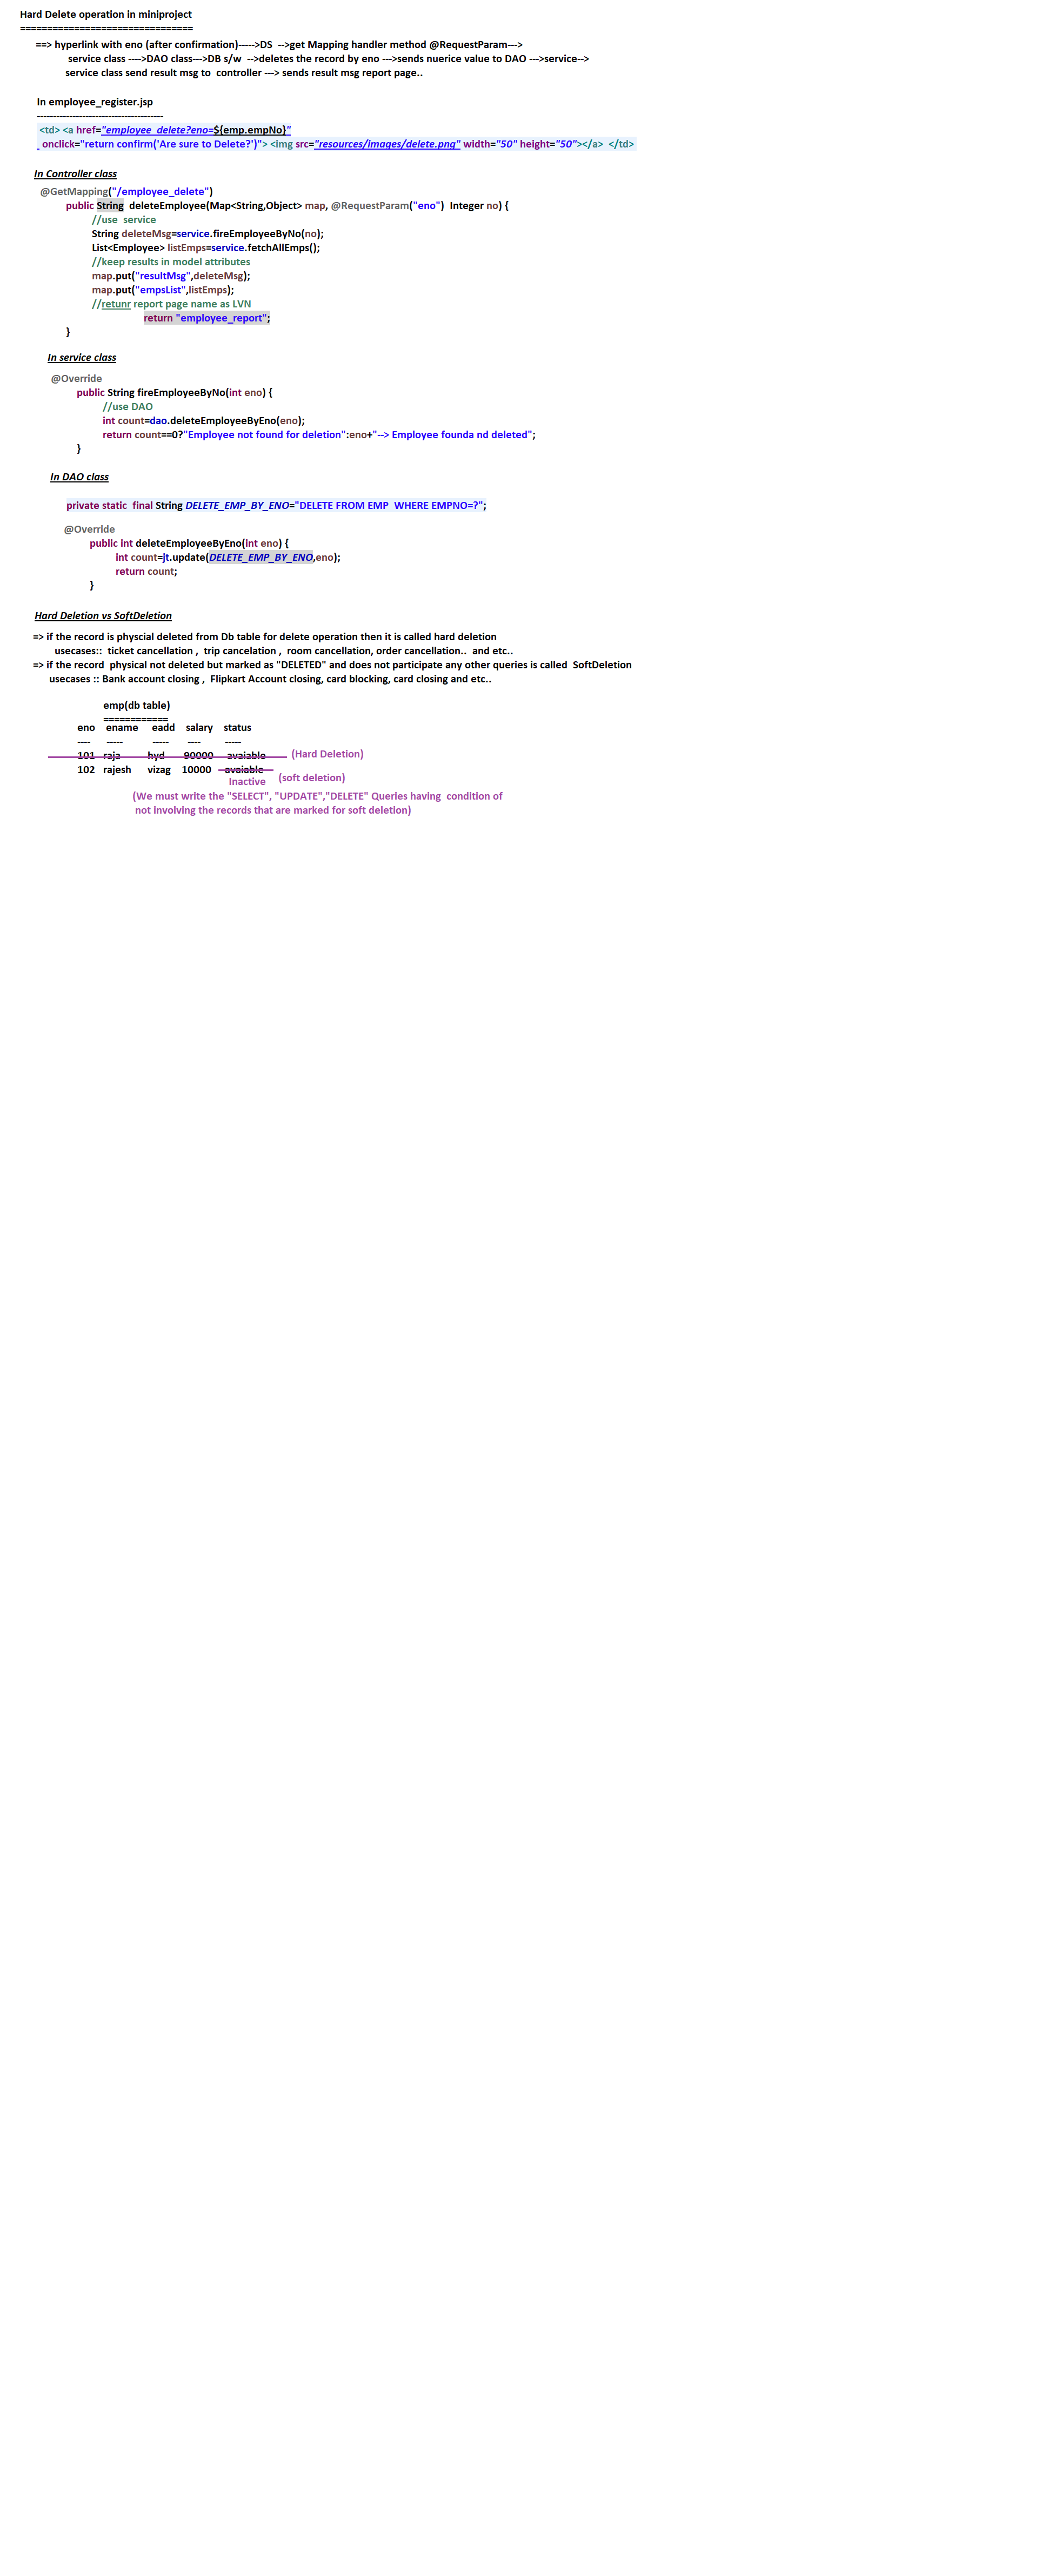 Hard Delete operation in miniproject
================================
==> hyperlink with eno (after confirmation)----->DS  -->get Mapping handler method @RequestParam--->
service class ---->DAO class--->DB s/w  -->deletes the record by eno --->sends nuerice value to DAO --->service-->
service class send result msg to  controller ---> sends result msg report page..
In employee_register.jsp
---------------------------------------
<td> <a href="employee_delete?eno=${emp.empNo}"
onclick="return confirm('Are sure to Delete?')"> <img src="resources/images/delete.png" width="50" height="50"></a>  </td>
In Controller class
@GetMapping("/employee_delete")
public String  deleteEmployee(Map<String,Object> map, @RequestParam("eno")  Integer no) {
//use  service
String deleteMsg=service.fireEmployeeByNo(no);
List<Employee> listEmps=service.fetchAllEmps();
//keep results in model attributes
map.put("resultMsg",deleteMsg);
map.put("empsList",listEmps);
//retunr report page name as LVN
return "employee_report";
}
In service class
@Override
public String fireEmployeeByNo(int eno) {
//use DAO
int count=dao.deleteEmployeeByEno(eno);
return count==0?"Employee not found for deletion":eno+"--> Employee founda nd deleted";
}
In DAO class
private static  final String DELETE_EMP_BY_ENO="DELETE FROM EMP  WHERE EMPNO=?";
@Override
public int deleteEmployeeByEno(int eno) {
int count=jt.update(DELETE_EMP_BY_ENO,eno);
return count;
}
Hard Deletion vs SoftDeletion
=> if the record is physcial deleted from Db table for delete operation then it is called hard deletion
usecases::  ticket cancellation ,  trip cancelation ,  room cancellation, order cancellation..  and etc..
=> if the record  physical not deleted but marked as "DELETED" and does not participate any other queries is called  SoftDeletion
usecases :: Bank account closing ,  Flipkart Account closing, card blocking, card closing and etc..
emp(db table)
============
eno    ename     eadd    salary    status
----      -----           -----       ----         -----
101   raja          hyd       90000     avaiable   (Hard Deletion)
102   rajesh      vizag    10000     avaiable
Inactive    (soft deletion)
(We must write the "SELECT", "UPDATE","DELETE" Queries having  condition of
not involving the records that are marked for soft deletion)